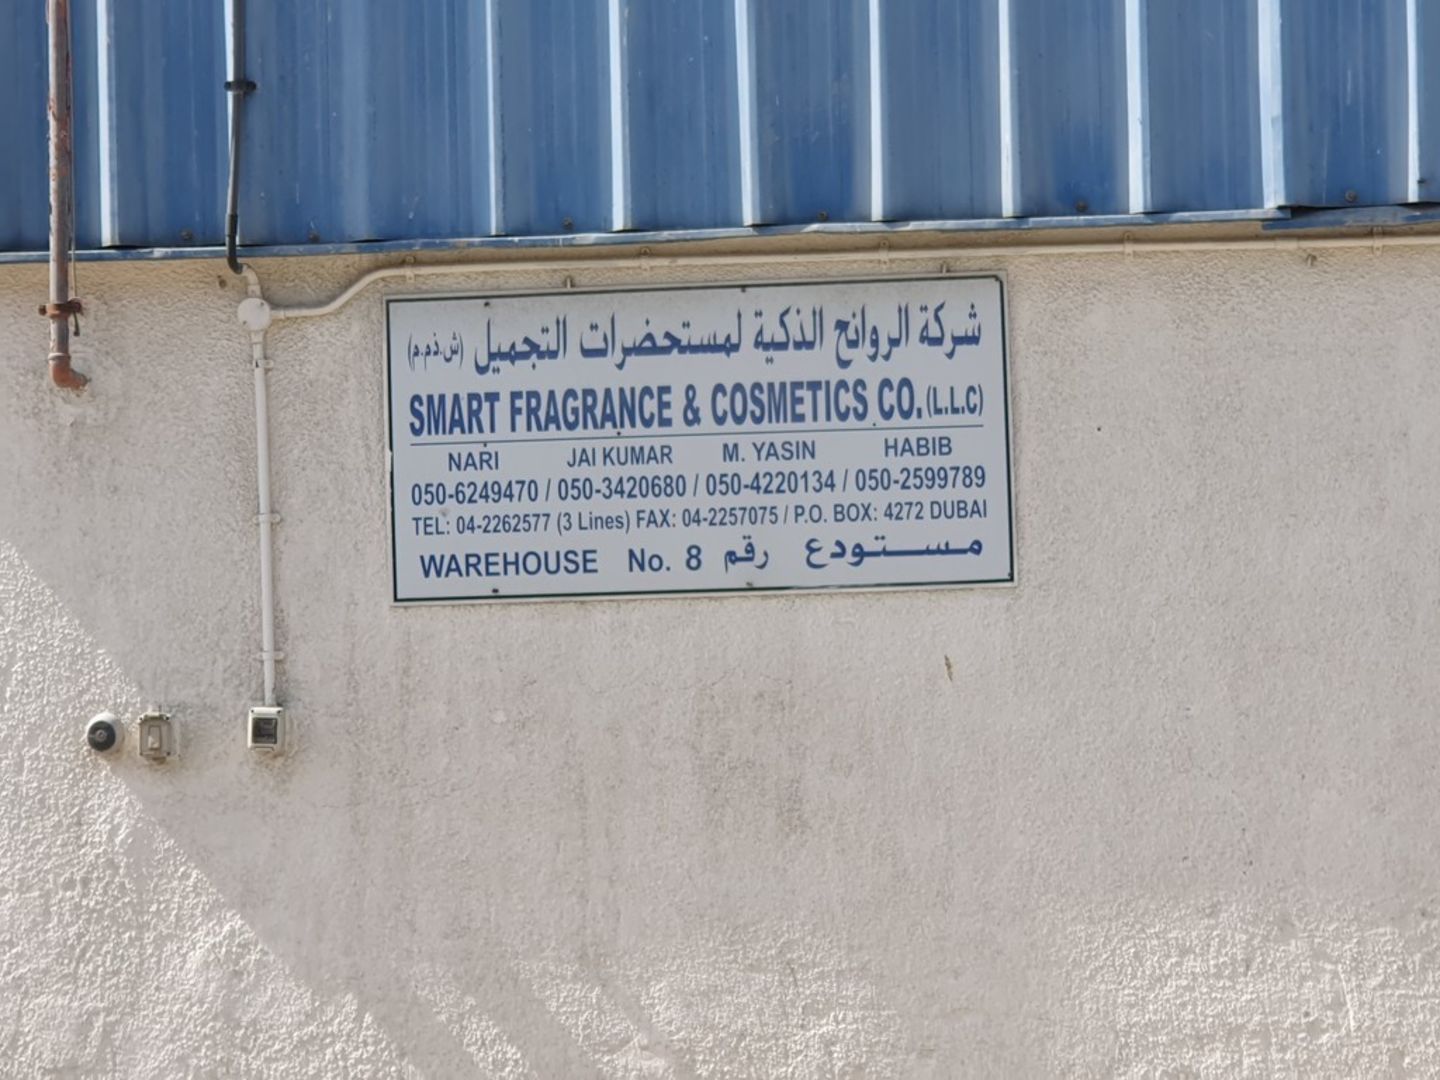 شركة الروائح الذكية لمستحضرات التجميل (ش.ذ.م.م)
SMART FRAGRANCE & COSMETICS CO. (L.L.C)
NARI JAI KUMAR M. YASIN HABIB
050-6249470 / 050-3420680 / 050-4220134 / 050-2599789
TEL: 04-2262577 (3 Lines) FAX: 04-2257075 / P.O. BOX: 4272 DUBAI
WAREHOUSE No. 8 مستودع رقم